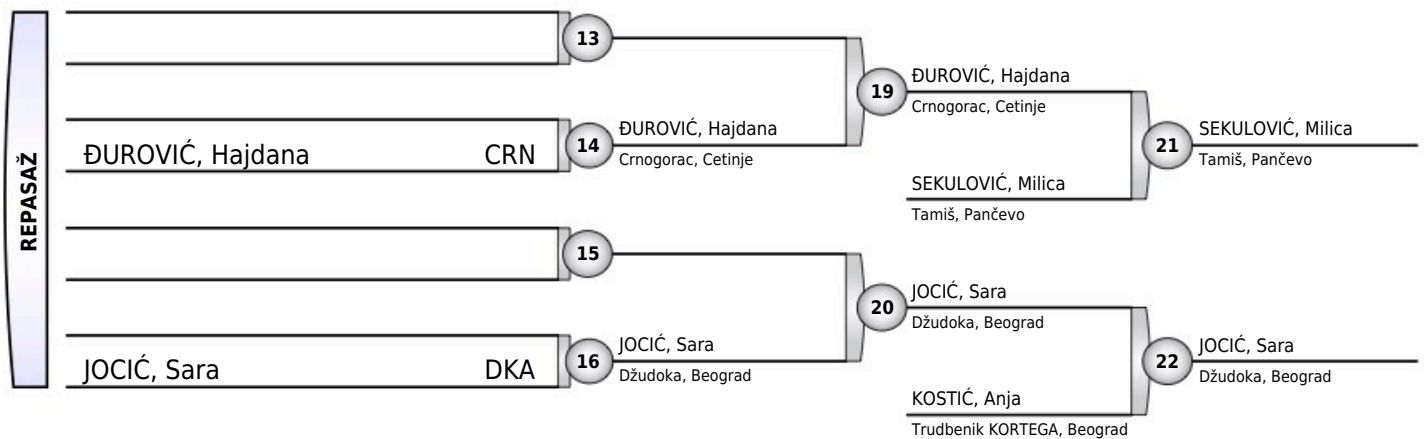 REPASAŽ
13
ĐUROVIĆ, Hajdana CRN
14
ĐUROVIĆ, Hajdana
Crnogorac, Cetinje
19
ĐUROVIĆ, Hajdana
Crnogorac, Cetinje
SEKULOVIĆ, Milica
Tamiš, Pančevo
21
SEKULOVIĆ, Milica
Tamiš, Pančevo
15
JOCIĆ, Sara DKA
16
JOCIĆ, Sara
Džudoka, Beograd
20
JOCIĆ, Sara
Džudoka, Beograd
KOSTIĆ, Anja
Trudbenik KORTEGA, Beograd
22
JOCIĆ, Sara
Džudoka, Beograd